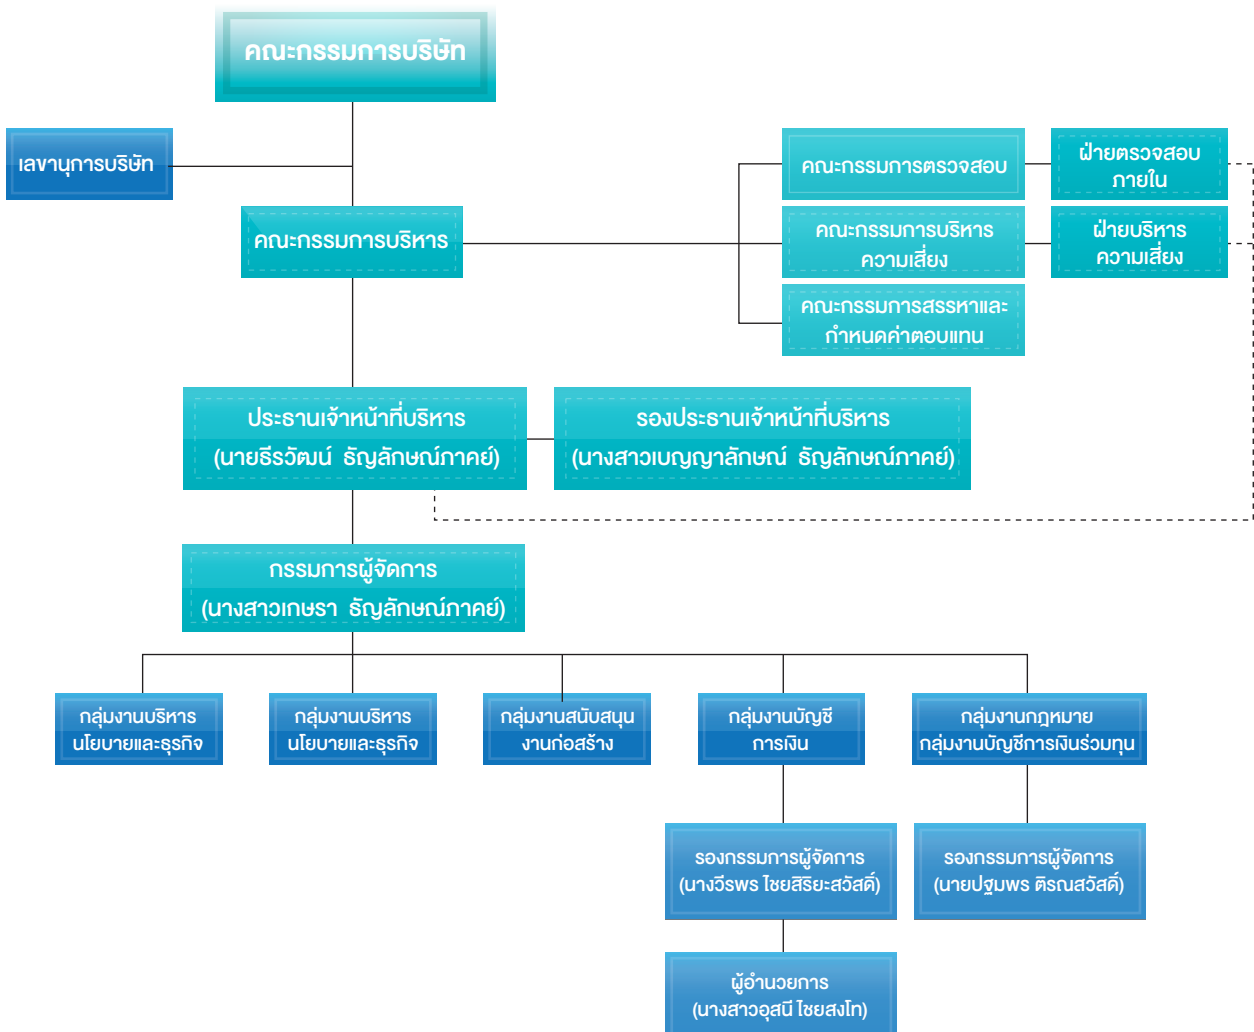 คณะกรรมการบริษัท
เลขานุการบริษัท
คณะกรรมการบริหาร
คณะกรรมการตรวจสอบ
ฝ่ายตรวจสอบ
ภายใน
คณะกรรมการบริหาร
ความเสี่ยง
ฝ่ายบริหาร
ความเสี่ยง
คณะกรรมการสรรหาและ
กำหนดค่าตอบแทน
ประธานเจ้าหน้าที่บริหาร
(นายธีรวัฒน์ ธัญลักษณ์ภาคย์)
รองประธานเจ้าหน้าที่บริหาร
(นางสาวเบญญาลักษณ์ ธัญลักษณ์ภาคย์)
กรรมการผู้จัดการ
(นางสาวเกษรา ธัญลักษณ์ภาคย์)
กลุ่มงานบริหาร
นโยบายและธุรกิจ
กลุ่มงานบริหาร
นโยบายและธุรกิจ
กลุ่มงานสนับสนุน
งานก่อสร้าง
กลุ่มงานบัญชี
การเงิน
กลุ่มงานกฎหมาย
กลุ่มงานบัญชีการเงินร่วมทุน
รองกรรมการผู้จัดการ
(นางวีรพร ไชยสิริยะสวัสดิ์)
รองกรรมการผู้จัดการ
(นายปฐมพร ติรณสวัสดิ์)
ผู้อำนวยการ
(นางสาวอุสนี ไชยสงโท)